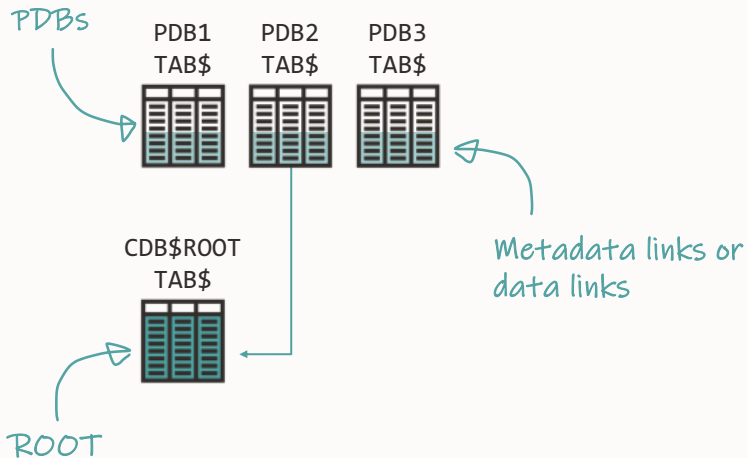 PDBs
PDB1 PDB2 PDB3
TAB$ TAB$ TAB$
CDB$ROOT
TAB$
Metadata links or
data links
ROOT